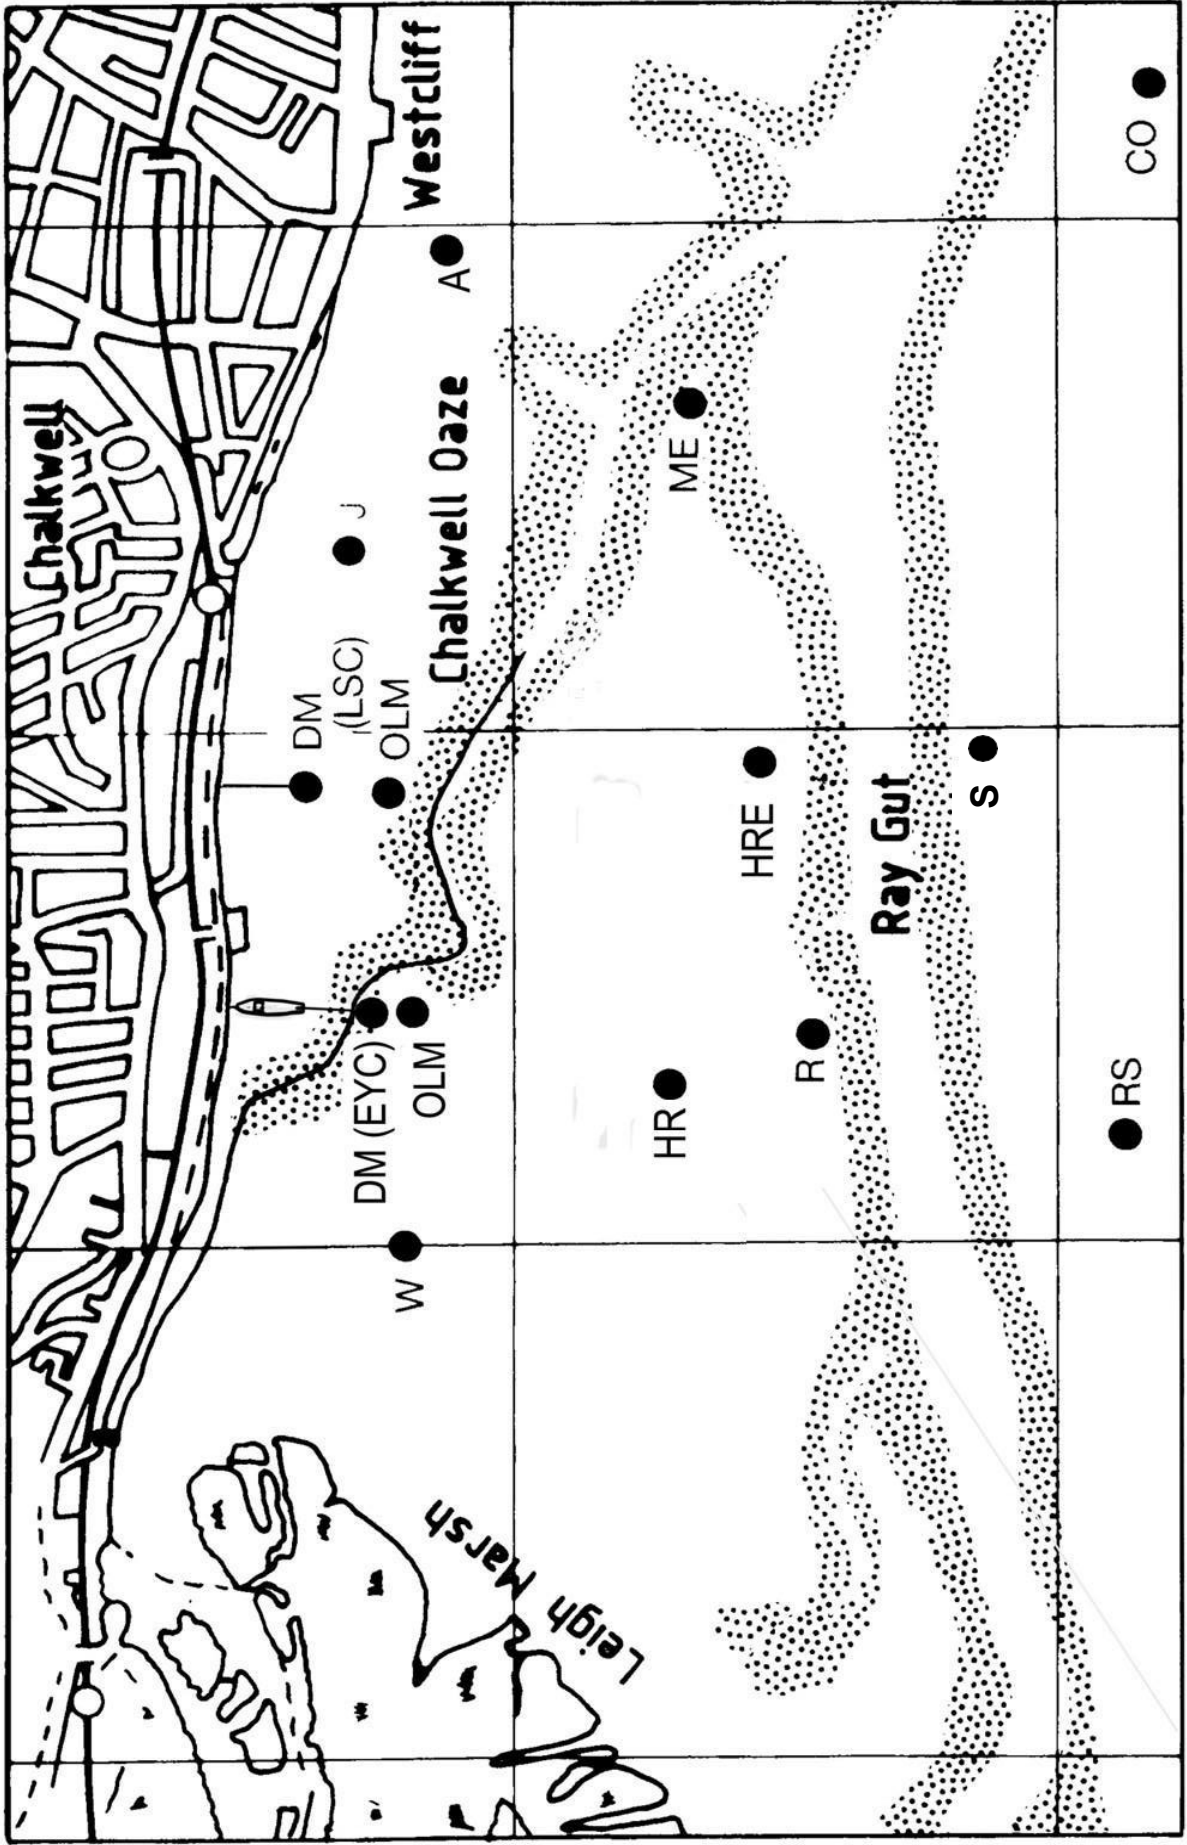 Chalkwell
Westcliff
A
Chalkwell Oaze
J
DM
(LSC)
OLM
ME
CO
HRE
Ray Gut
S
DM (EYC)
OLM
R
HR
RS
W
Leigh Marsh